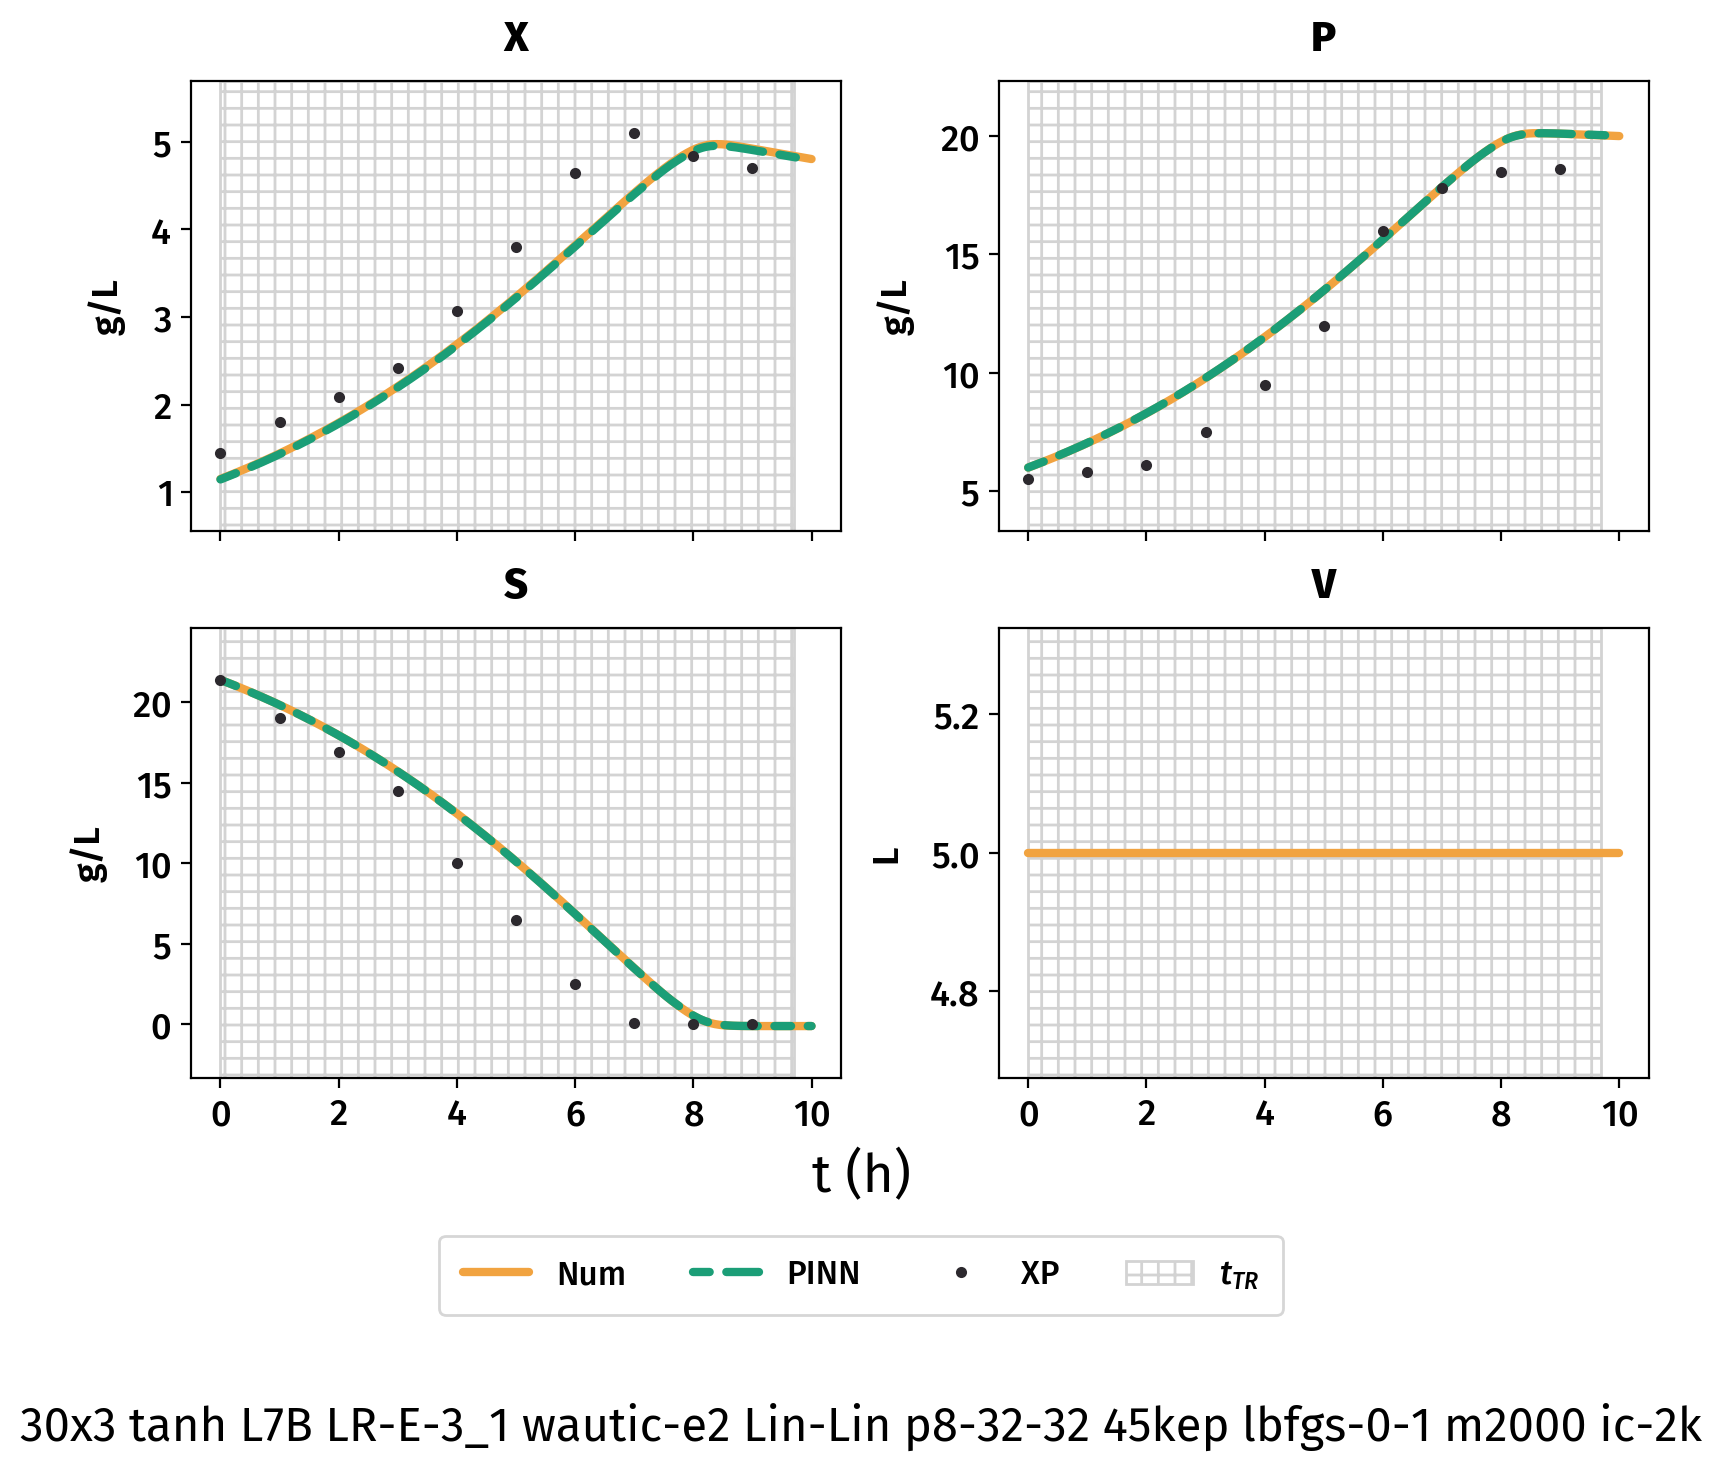 X
P
5
4
3
2
1
g/L
20
15
10
5
g/L
S
V
20
15
10
5
0
g/L
5.2
5.0
4.8
L
0 2 4 6 8 10
0 2 4 6 8 10
t (h)
Num PINN XP tTR
30x3 tanh L7B LR-E-3_1 wautic-e2 Lin-Lin p8-32-32 45kep lbfgs-0-1 m2000 ic-2k